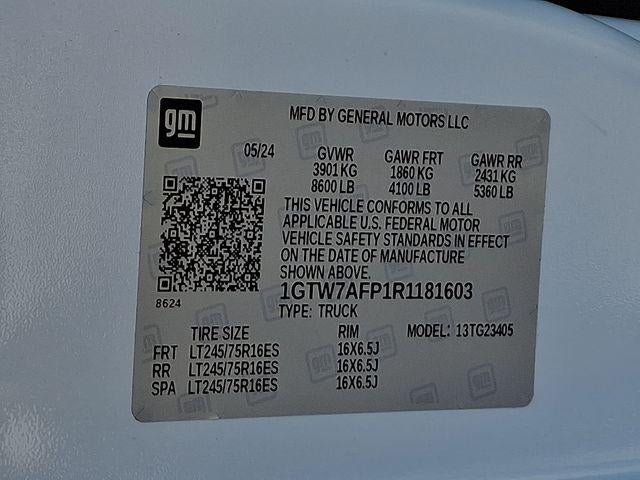 gm
MFD BY GENERAL MOTORS LLC
05/24 GVWR GAWR FRT GAWR RR
3901 KG 1860 KG 2431 KG
8600 LB 4100 LB 5360 LB
THIS VEHICLE CONFORMS TO ALL
APPLICABLE U.S. FEDERAL MOTOR
VEHICLE SAFETY STANDARDS IN EFFECT
ON THE DATE OF MANUFACTURE
SHOWN ABOVE.
8624
1GTW7AFP1R1181603
TYPE: TRUCK
TIRE SIZE RIM MODEL: 13TG23405
FRT LT245/75R16ES 16X6.5J
RR LT245/75R16ES 16X6.5J
SPA LT245/75R16ES 16X6.5J